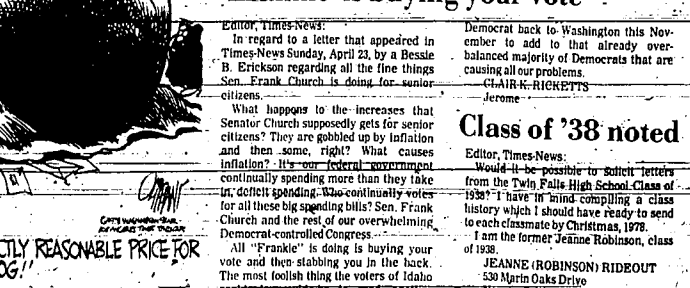 is buying your vote
Editor, Times-News:
In regard to a letter that appeared in
Times-News Sunday, April 23, by a Bessie
B. Erickson regarding all the fine things
Sen. Frank Church is doing for senior
citizens.
What happens to the increases that
Senator Church supposedly gets for senior
citizens? They are gobbled up by inflation
and then some, right? What causes
inflation? It's our federal government
continually spending more than they take
in, deficit spending. Who continually votes
for all these big spending bills? Sen. Frank
Church and the rest of our overwhelming
Democrat-controlled Congress.
All "Frankie" is doing is buying your
vote and then stabbing you in the back.
The most foolish thing the voters of Idaho
Democrat back to Washington this Nov-
ember to add to that already over-
balanced majority of Democrats that are
causing all our problems.
CLAIR K. RICKETTS
Jerome
Class of '38 noted
Editor, Times-News:
Would it be possible to solicit letters
from the Twin Falls High School Class of
1938? I have in mind compiling a class
history which I should have ready to send
to each classmate by Christmas, 1978.
I am the former Jeanne Robinson, class
of 1938.
JEANNE (ROBINSON) RIDEOUT
530 Marin Oaks Drive
CTLY REASONABLE PRICE FOR
OG!!